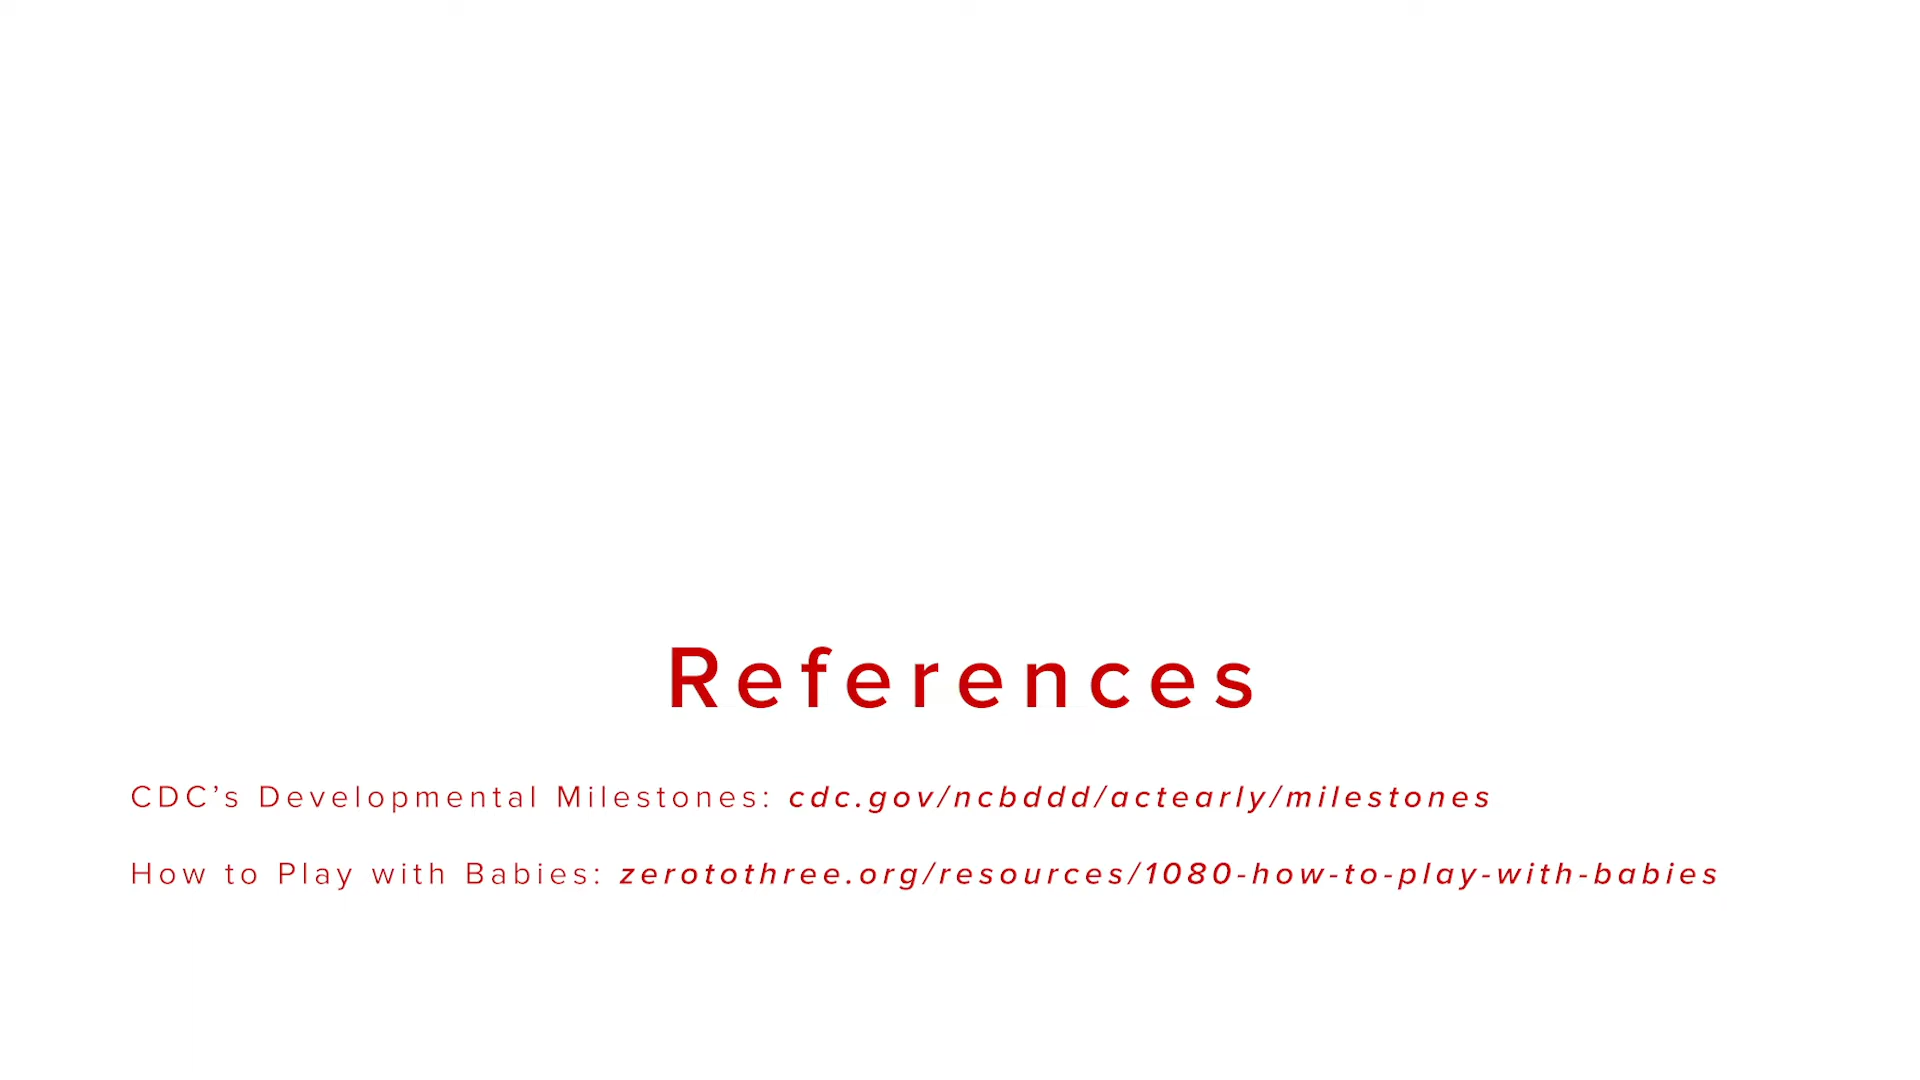 References
CDC’s Developmental Milestones: cdc.gov/ncbddd/actearly/milestones
How to Play with Babies: zerotothree.org/resources/1080-how-to-play-with-babies